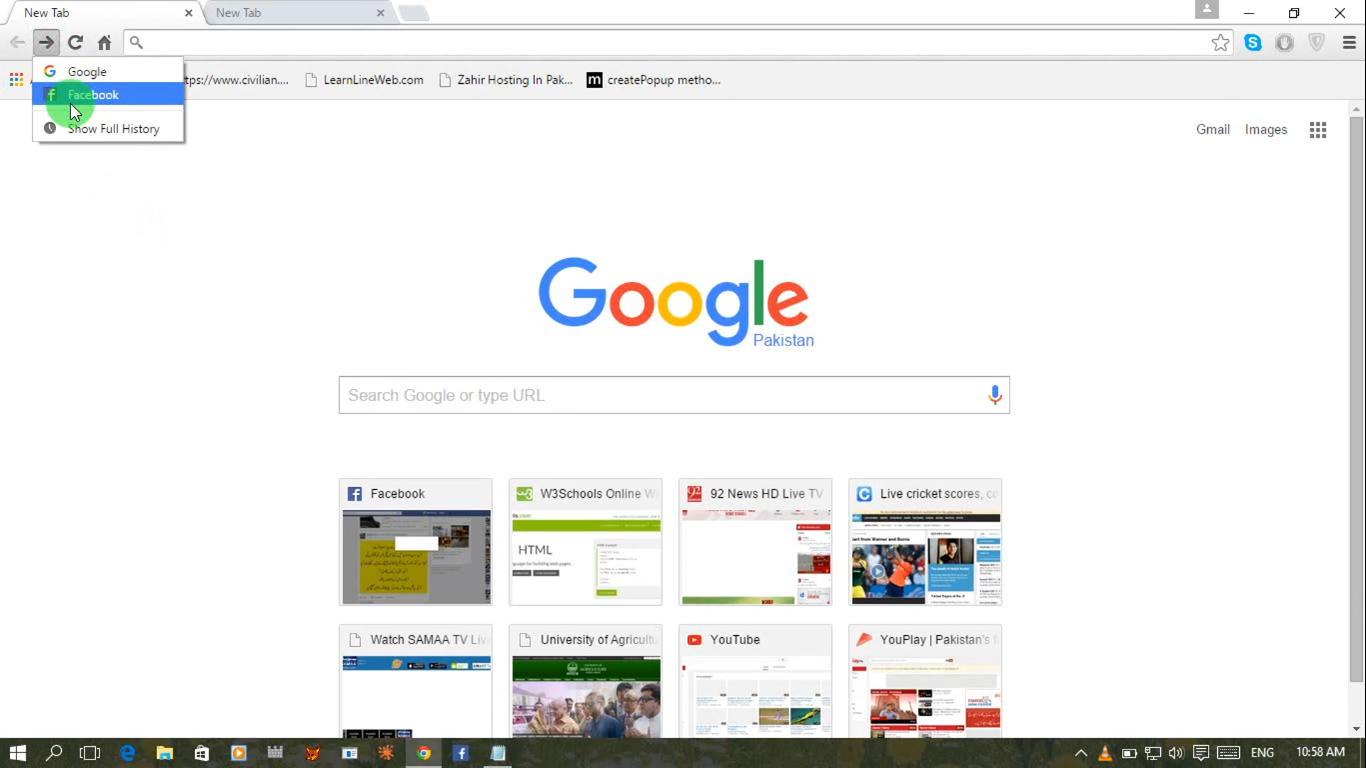 New Tab
New Tab
ttps://www.civilian....
LearnLineWeb.com
Zahir Hosting In Pak...
createPopup metho...
Google
Facebook
Show Full History
Gmail
Images
Google
Pakistan
Search Google or type URL
Facebook
W3Schools Online W
92 News HD Live TV
Live cricket scores, co
HTML
Watch SAMAA TV Liv
University of Agricultu
YouTube
YouPlay | Pakistan's f
ENG
10:58 AM